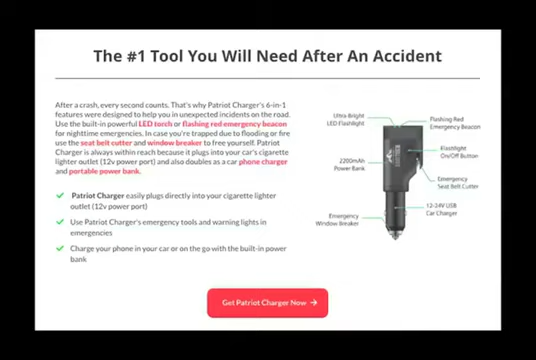 The #1 Tool You Will Need After An Accident
After a crash, every second counts. That's why Patriot Charger's 6-in-1
features were designed to help you in unexpected incidents on the road.
Use the built-in powerful LED torch or flashing red emergency beacon
for nighttime emergencies. In case you're trapped due to flooding or fire
use the seat belt cutter and window breaker to free yourself. Patriot
Charger is always within reach because it plugs into your car's cigarette
lighter outlet (12v power port) and also doubles as a car phone charger
and portable power bank.
Patriot Charger easily plugs directly into your cigarette lighter
outlet (12v power port)
Use Patriot Charger's emergency tools and warning lights in
emergencies
Charge your phone in your car or on the go with the built-in power
bank
Ultra-Bright
LED Flashlight
Flashing Red
Emergency Beacon
Flashlight
On/Off Button
2200mAh
Power Bank
Emergency
Seat Belt Cutter
12-24V USB
Car Charger
Emergency
Window Breaker
Get Patriot Charger Now →